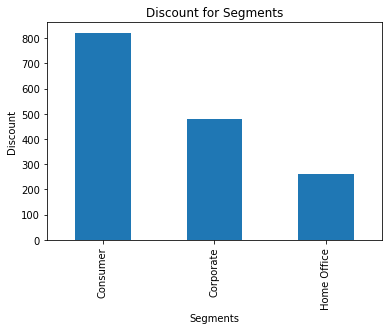 Discount for Segments
800
700
600
500
400
300
200
100
0
Discount
Consumer
Corporate
Home Office
Segments